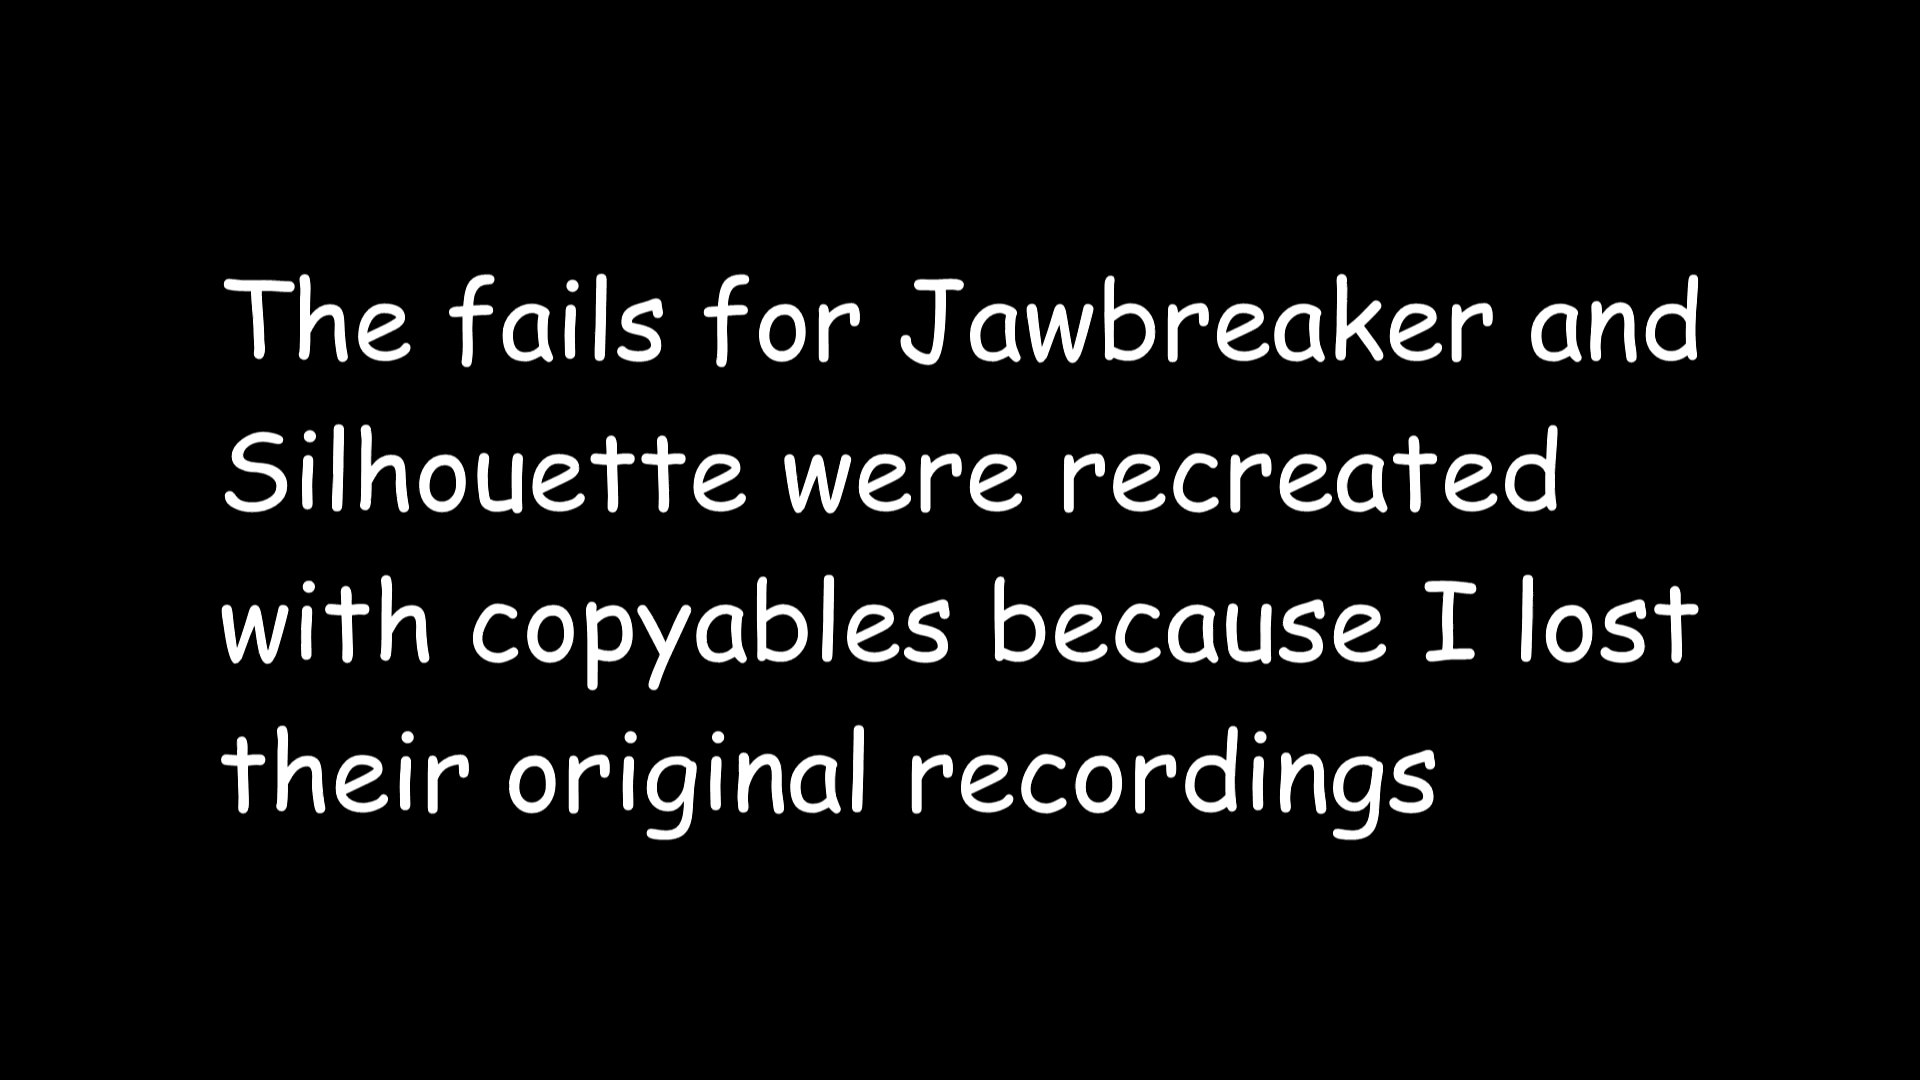 The fails for Jawbreaker and
Silhouette were recreated
with copyables because I lost
their original recordings